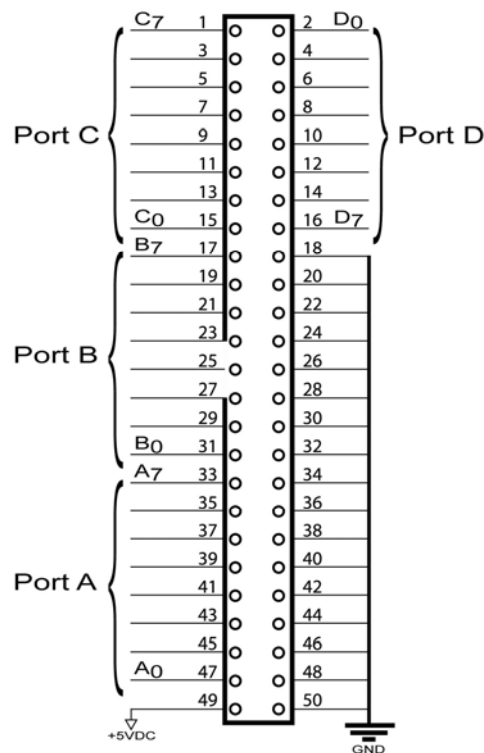 C7 1 2 D0
3 4
5 6
7 8
Port C 9 10 Port D
11 12
13 14
C0 15 16 D7
B7 17 18
19 20
21 22
23 24
Port B 25 26
27 28
29 30
B0 31 32
A7 33 34
35 36
37 38
39 40
Port A 41 42
43 44
45 46
A0 47 48
49 50
+5VDC GND